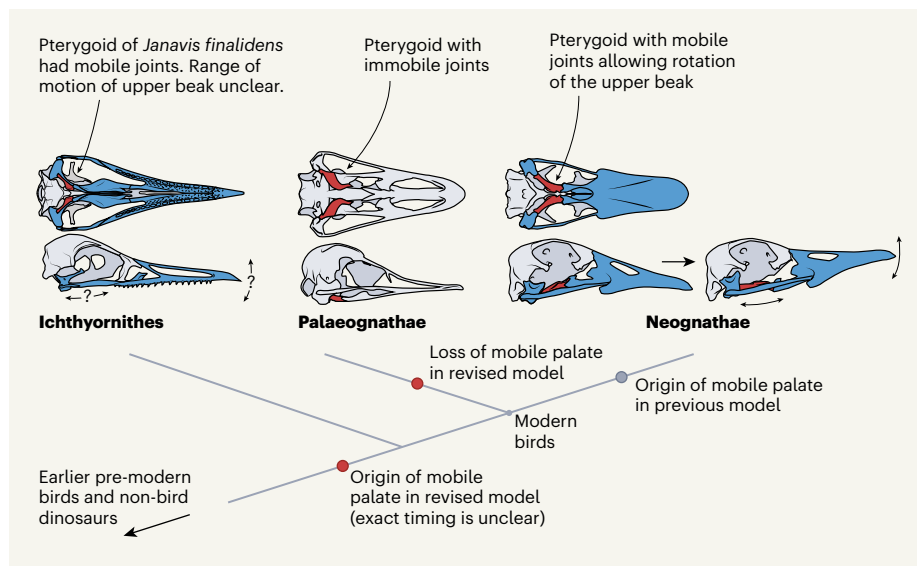 Pterygoid of Janavis finalidens
had mobile joints. Range of
motion of upper beak unclear.
Pterygoid with
immobile joints
Pterygoid with mobile
joints allowing rotation
of the upper beak
?
?
Ichthyornithes
Palaeognathae
Neognathae
Loss of mobile palate
in revised model
Origin of mobile palate
in previous model
Modern
birds
Origin of mobile
palate in revised model
(exact timing is unclear)
Earlier pre-modern
birds and non-bird
dinosaurs